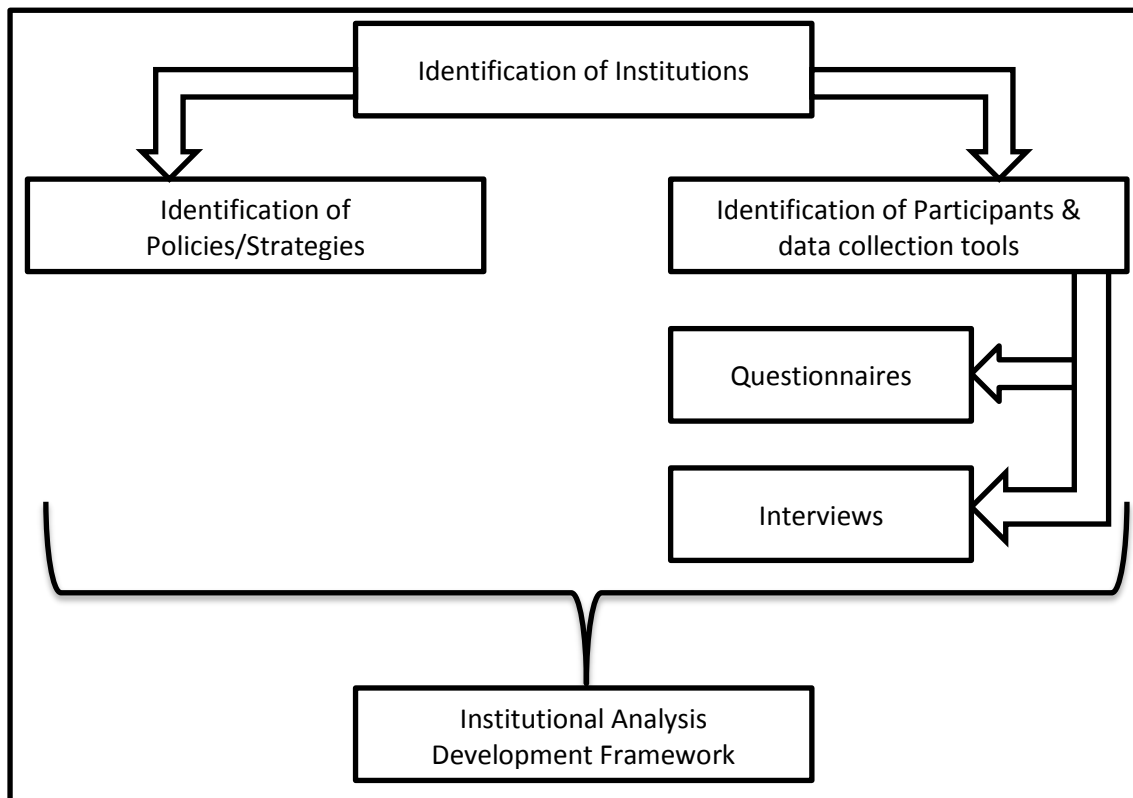 Identification of Institutions
Identification of
Policies/Strategies
Identification of Participants &
data collection tools
Questionnaires
Interviews
Institutional Analysis
Development Framework